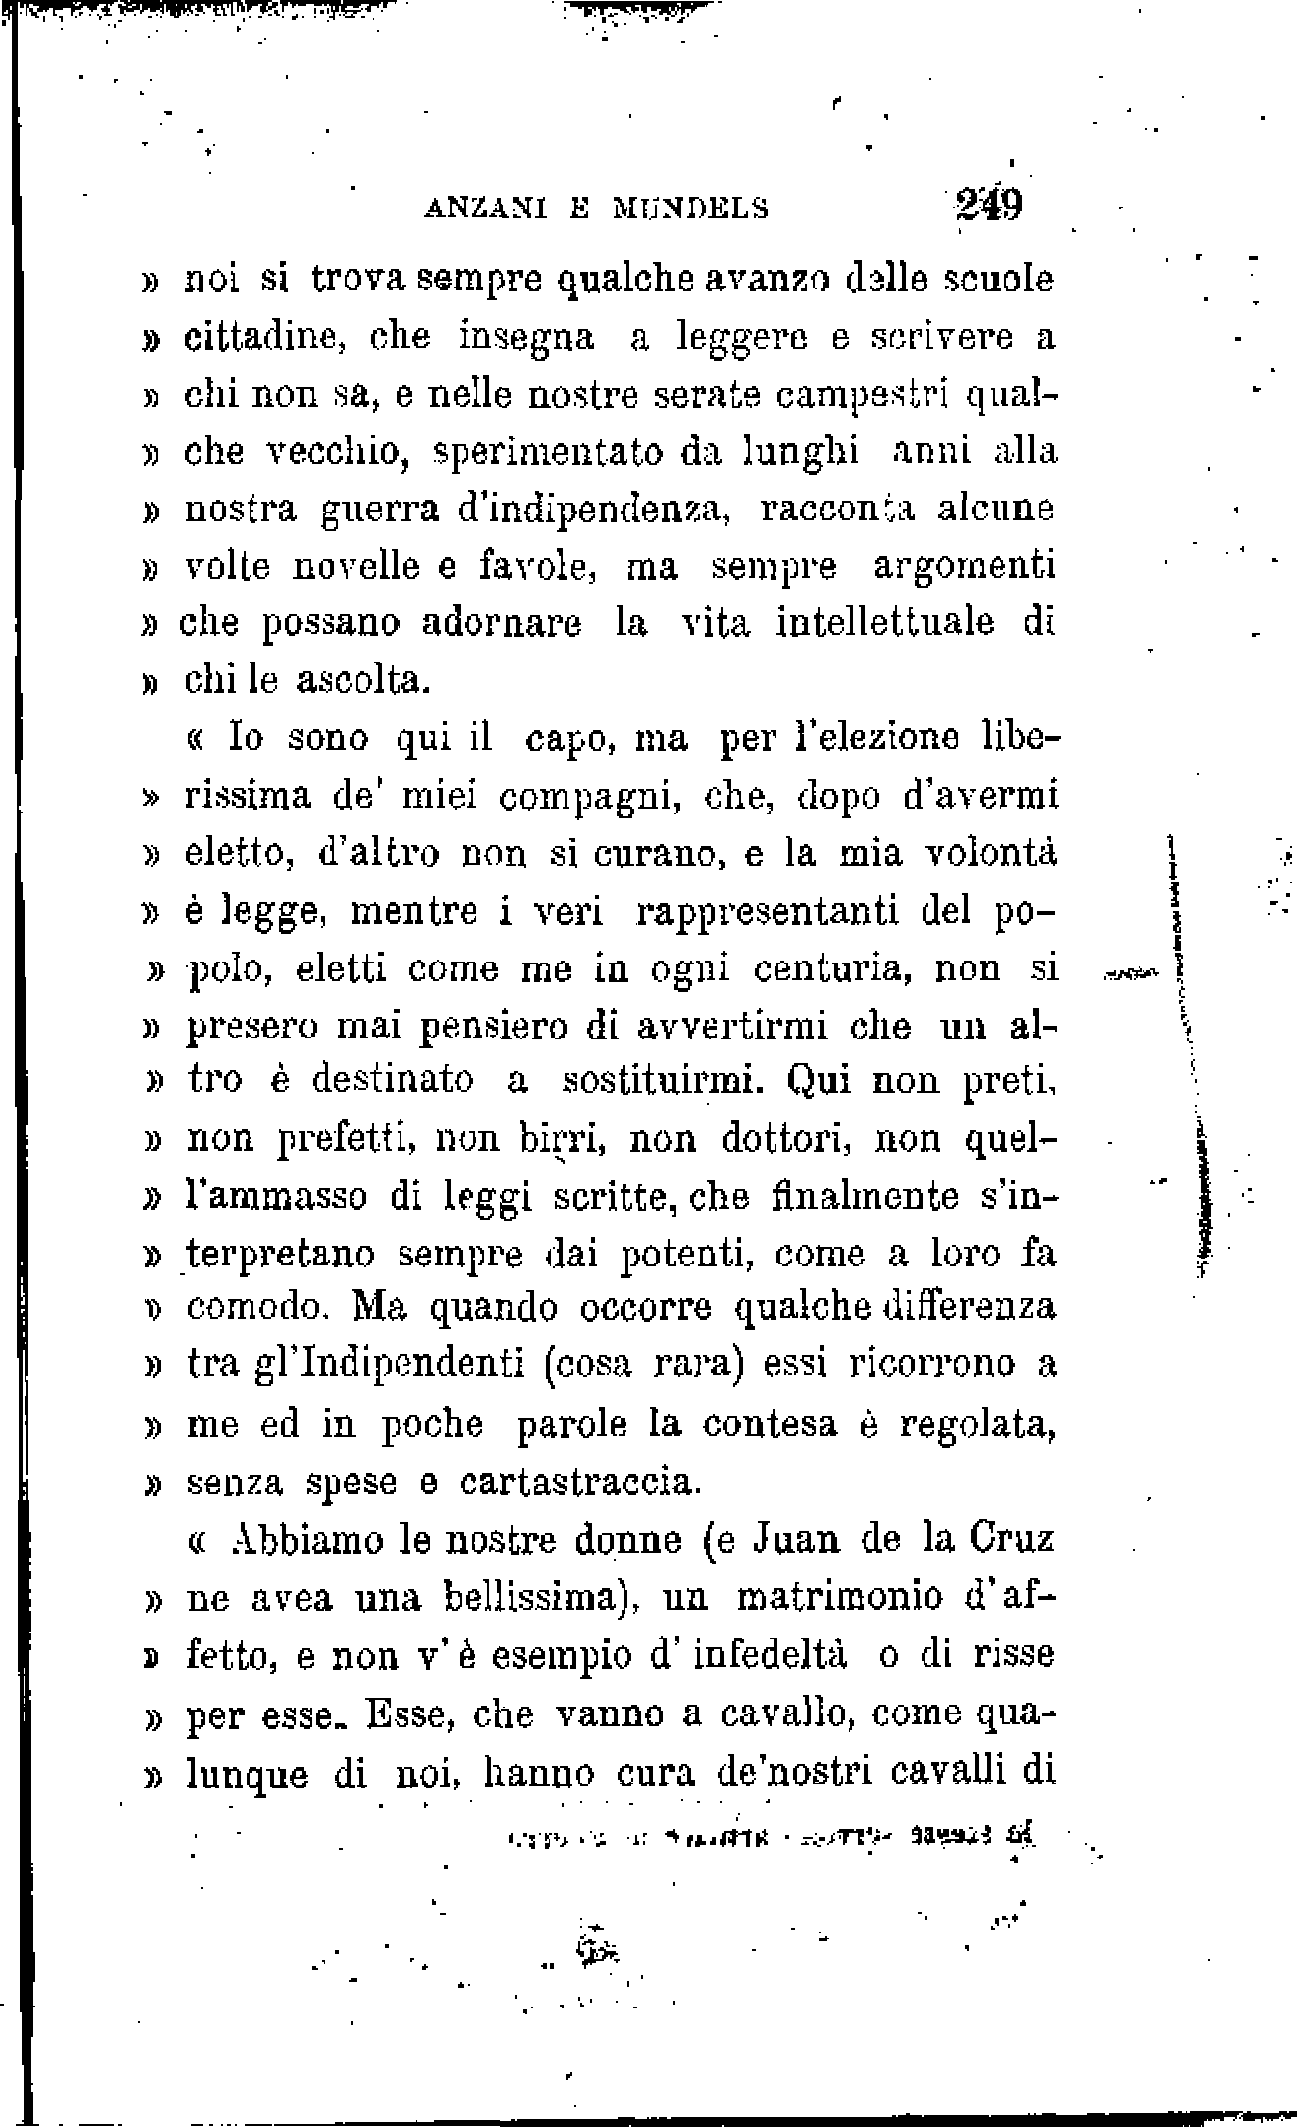 ANZANI E MUNDELS 249
» noi si trova sempre qualche avanzo dalle scuole
» cittadine, che insegna a leggere e scrivere a
» chi non sa, e nelle nostre serate campestri qual-
» che vecchio, sperimentato da lunghi anni alla
» nostra guerra d'indipendenza, racconta alcune
» volte novelle e favole, ma sempre argomenti
» che possano adornare la vita intellettuale di
» chi le ascolta.
« Io sono qui il capo, ma per l'elezione libe-
» rissima de' miei compagni, che, dopo d'avermi
» eletto, d'altro non si curano, e la mia volontà
» è legge, mentre i veri rappresentanti del po-
» polo, eletti come me in ogni centuria, non si
» presero mai pensiero di avvertirmi che un al-
» tro è destinato a sostituirmi. Qui non preti,
» non prefetti, non birri, non dottori, non quel-
» l'ammasso di leggi scritte, che finalmente s'in-
» terpretano sempre dai potenti, come a loro fa
» comodo. Ma quando occorre qualche differenza
» tra gl'Indipendenti (cosa rara) essi ricorrono a
» me ed in poche parole la contesa è regolata,
» senza spese e cartastraccia.
« Abbiamo le nostre donne (e Juan de la Cruz
» ne avea una bellissima), un matrimonio d'af-
» fetto, e non v'è esempio d'infedeltà o di risse
» per esse. Esse, che vanno a cavallo, come qua-
» lunque di noi, hanno cura de'nostri cavalli di